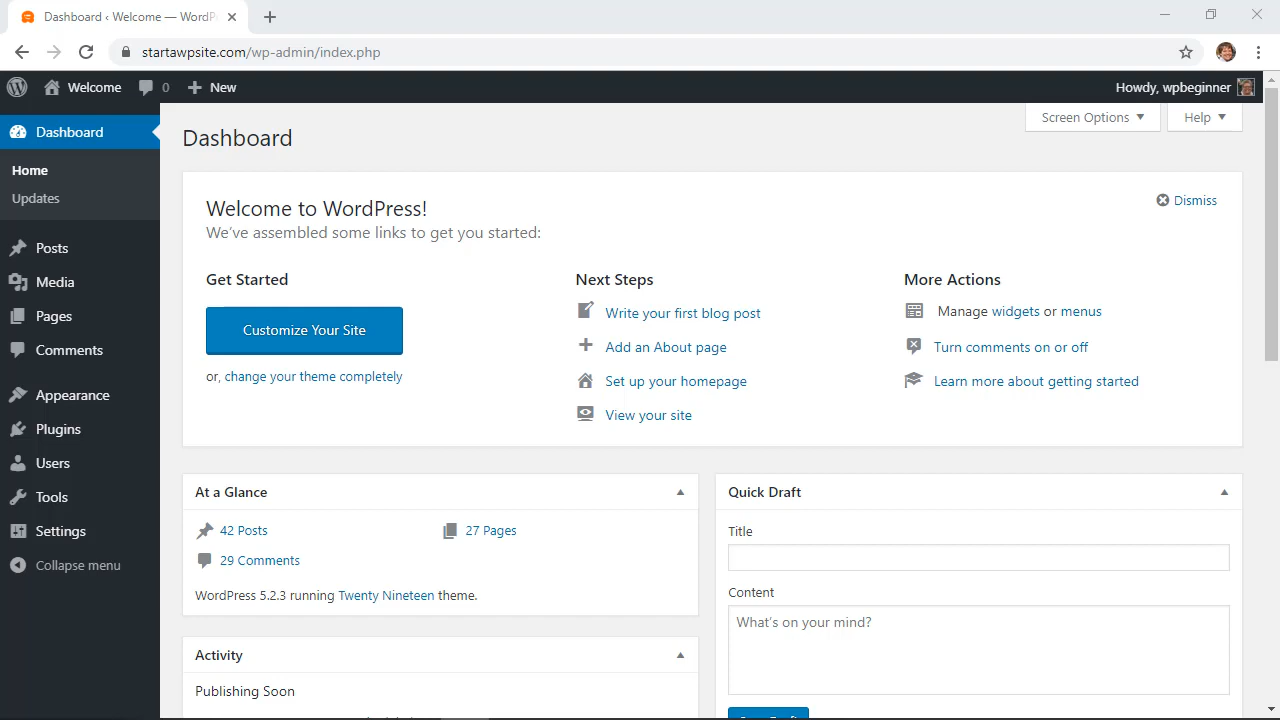 Dashboard ‹ Welcome — WordP
startawpsite.com/wp-admin/index.php
Welcome 0 New
Howdy, wpbeginner
Dashboard
Home
Updates
Posts
Media
Pages
Comments
Appearance
Plugins
Users
Tools
Settings
Collapse menu
Screen Options
Help
Dashboard
Welcome to WordPress!
We've assembled some links to get you started:
Dismiss
Get Started
Customize Your Site
or, change your theme completely
Next Steps
Write your first blog post
Add an About page
Set up your homepage
View your site
More Actions
Manage widgets or menus
Turn comments on or off
Learn more about getting started
At a Glance
42 Posts
27 Pages
29 Comments
WordPress 5.2.3 running Twenty Nineteen theme.
Activity
Publishing Soon
Quick Draft
Title
Content
What's on your mind?